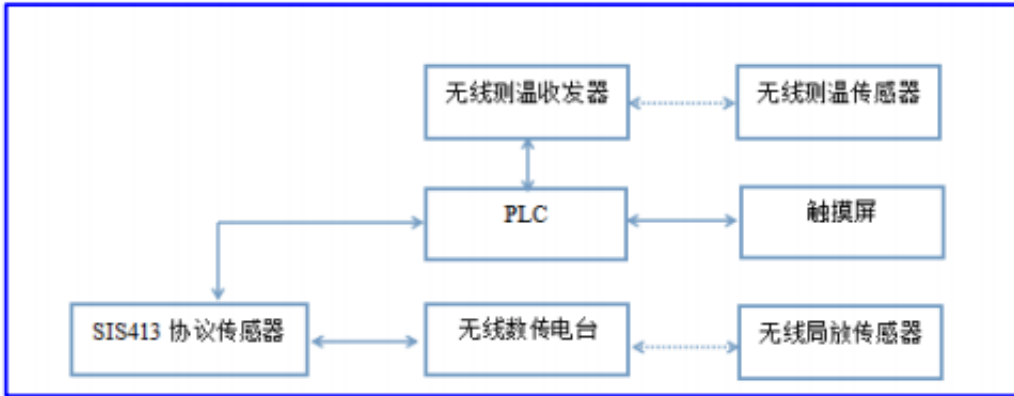 无线测温收发器
无线测温传感器
PLC
触摸屏
SIS413 协议传感器
无线数传电台
无线局放传感器